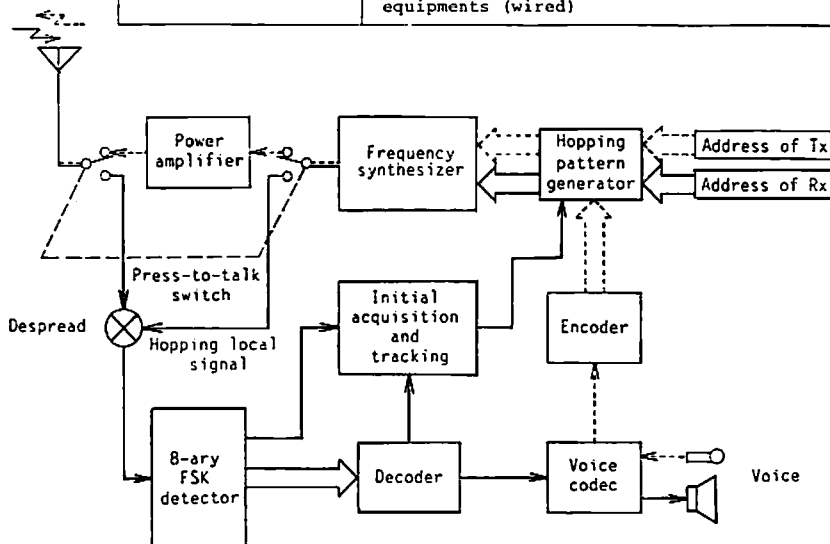 equipments (wired)
Power
amplifier
Frequency
synthesizer
Hopping
pattern
generator
Address of Tx
Address of Rx
Press-to-talk
switch
Initial
acquisition
and
tracking
Encoder
Despread
Hopping local
signal
8-ary
FSK
detector
Decoder
Voice
codec
Voice